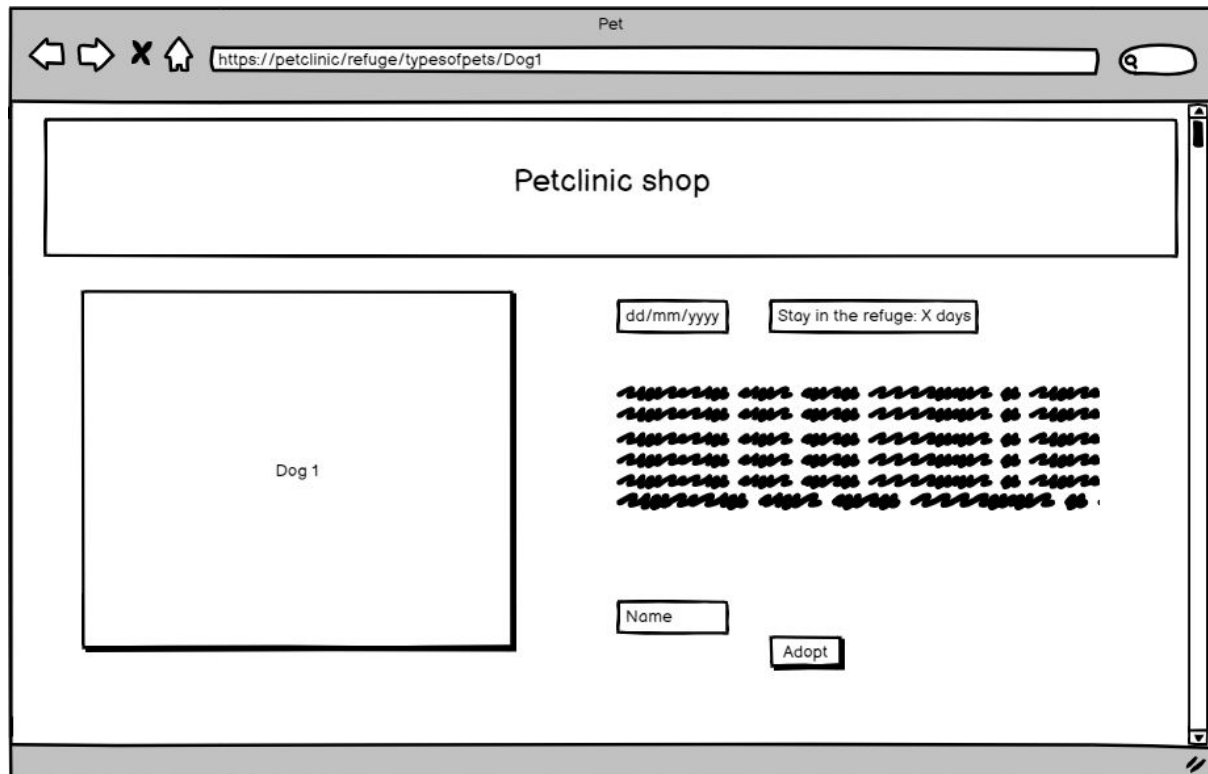 Pet
https://petclinic/refuge/typesofpets/Dog1
Petclinic shop
Dog 1
dd/mm/yyyy
Stay in the refuge: X days
Name
Adopt